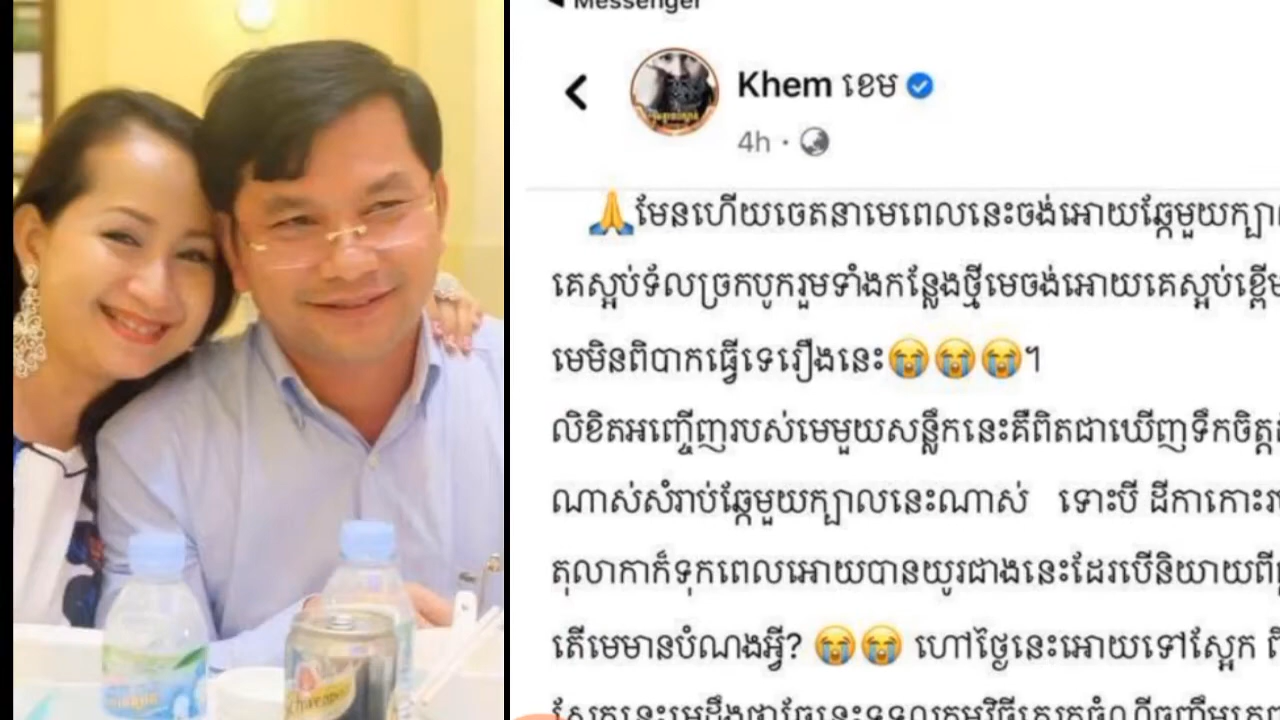 Messenger
Khem ខេម
4h ·
មែនហើយចេតនាមេពេលនេះចង់អោយឆ្កែមួយក្បា
គេស្អប់ទ័លច្រកបូករួមទាំងកន្លែងថ្មីមេចង់អោយគេស្អប់ខ្ពើម
មេមិនពិបាកធ្វើទេរឿងនេះ😭😭😭។
លិខិតអញ្ចើញរបស់មេមួយសន្លឹកនេះគឺពិតជាឃើញទឹកចិត្ត
ណាស់សំរាប់ឆ្កែមួយក្បាលនេះណាស់ ទោះបី ដីកាកោះ
តុលាកាក៏ទុកពេលអោយបានយូរជាងនេះដែរបើនិយាយពី
តើមេមានបំណងអ្វី? 😭😭 ហៅថ្ងៃនេះអោយទៅស្អែក
Schweppes